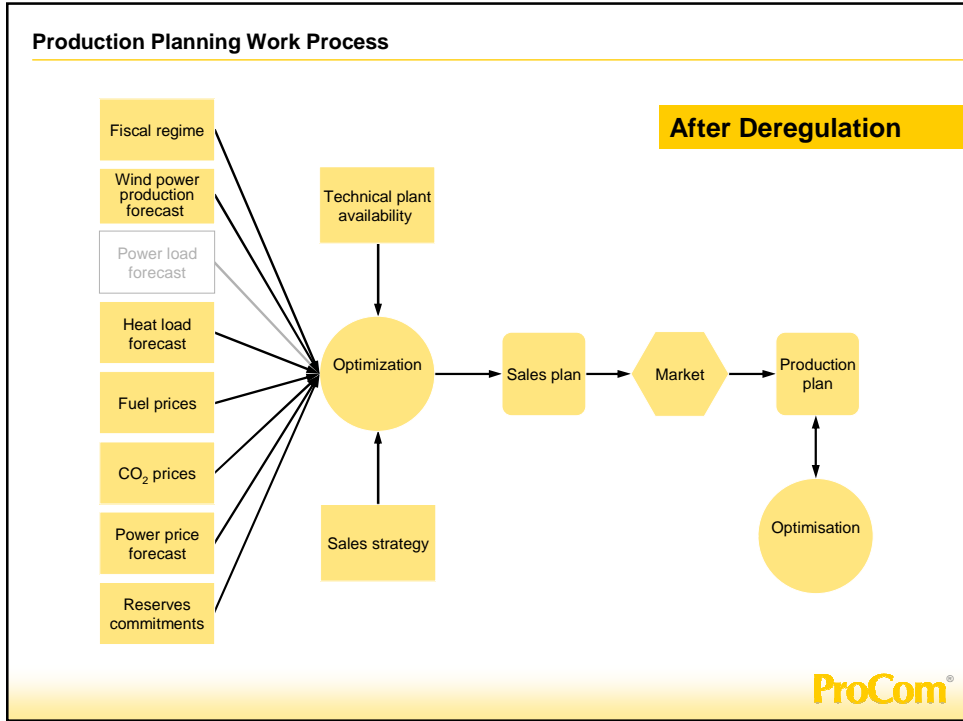 Production Planning Work Process
After Deregulation
Fiscal regime
Wind power
production
forecast
Power load
forecast
Heat load
forecast
Fuel prices
CO₂ prices
Power price
forecast
Reserves
commitments
Technical plant
availability
Optimization
Sales strategy
Sales plan
Market
Production
plan
Optimisation
ProCom®